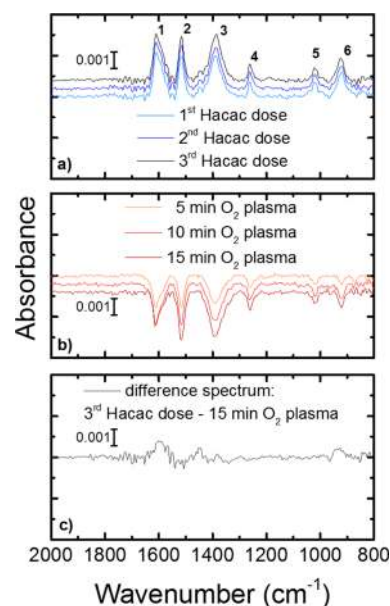 1 2 3 4 5 6
0.001
1st Hacac dose
2nd Hacac dose
3rd Hacac dose
a)
Absorbance
5 min O2 plasma
10 min O2 plasma
15 min O2 plasma
0.001
b)
difference spectrum:
3rd Hacac dose - 15 min O2 plasma
0.001
c)
2000 1800 1600 1400 1200 1000 800
Wavenumber (cm-1)